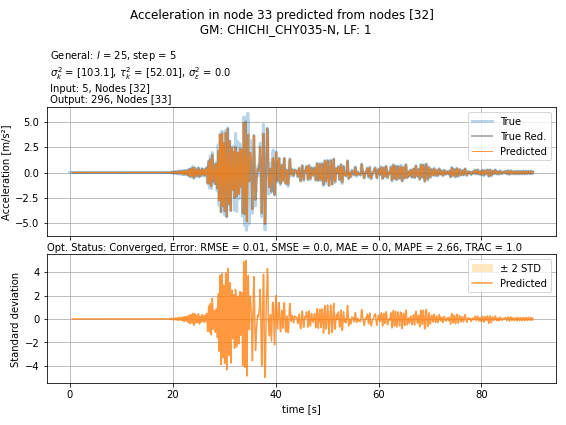 Acceleration in node 33 predicted from nodes [32]
GM: CHICHI_CHY035-N, LF: 1
General: l = 25, step = 5
σ²ₖ = [103.1], τ²ₖ = [52.01], σ²ε = 0.0
Input: 5, Nodes [32]
Output: 296, Nodes [33]
Acceleration [m/s²]
5.0
2.5
0.0
−2.5
−5.0
True
True Red.
Predicted
Opt. Status: Converged, Error: RMSE = 0.01, SMSE = 0.0, MAE = 0.0, MAPE = 2.66, TRAC = 1.0
Standard deviation
4
2
0
−2
−4
± 2 STD
Predicted
0 20 40 60 80
time [s]